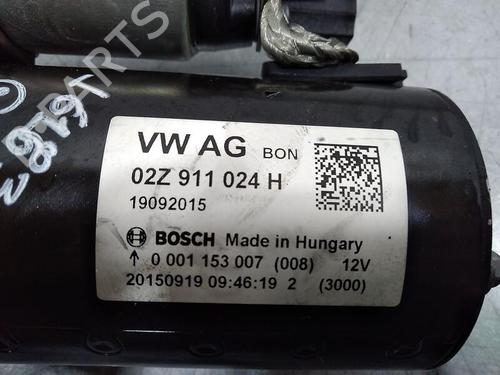 PARTS
VW AG BON
02Z 911 024 H
19092015
BOSCH Made in Hungary
↑ 0 001 153 007 (008) 12V
20150919 09:46:19 2 (3000)